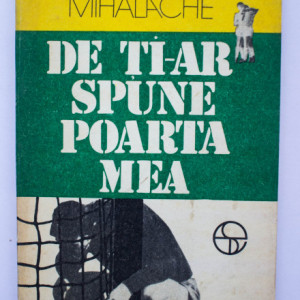 MIHALACHE
DE ȚI-AR
SPUNE
POARTA
MEA